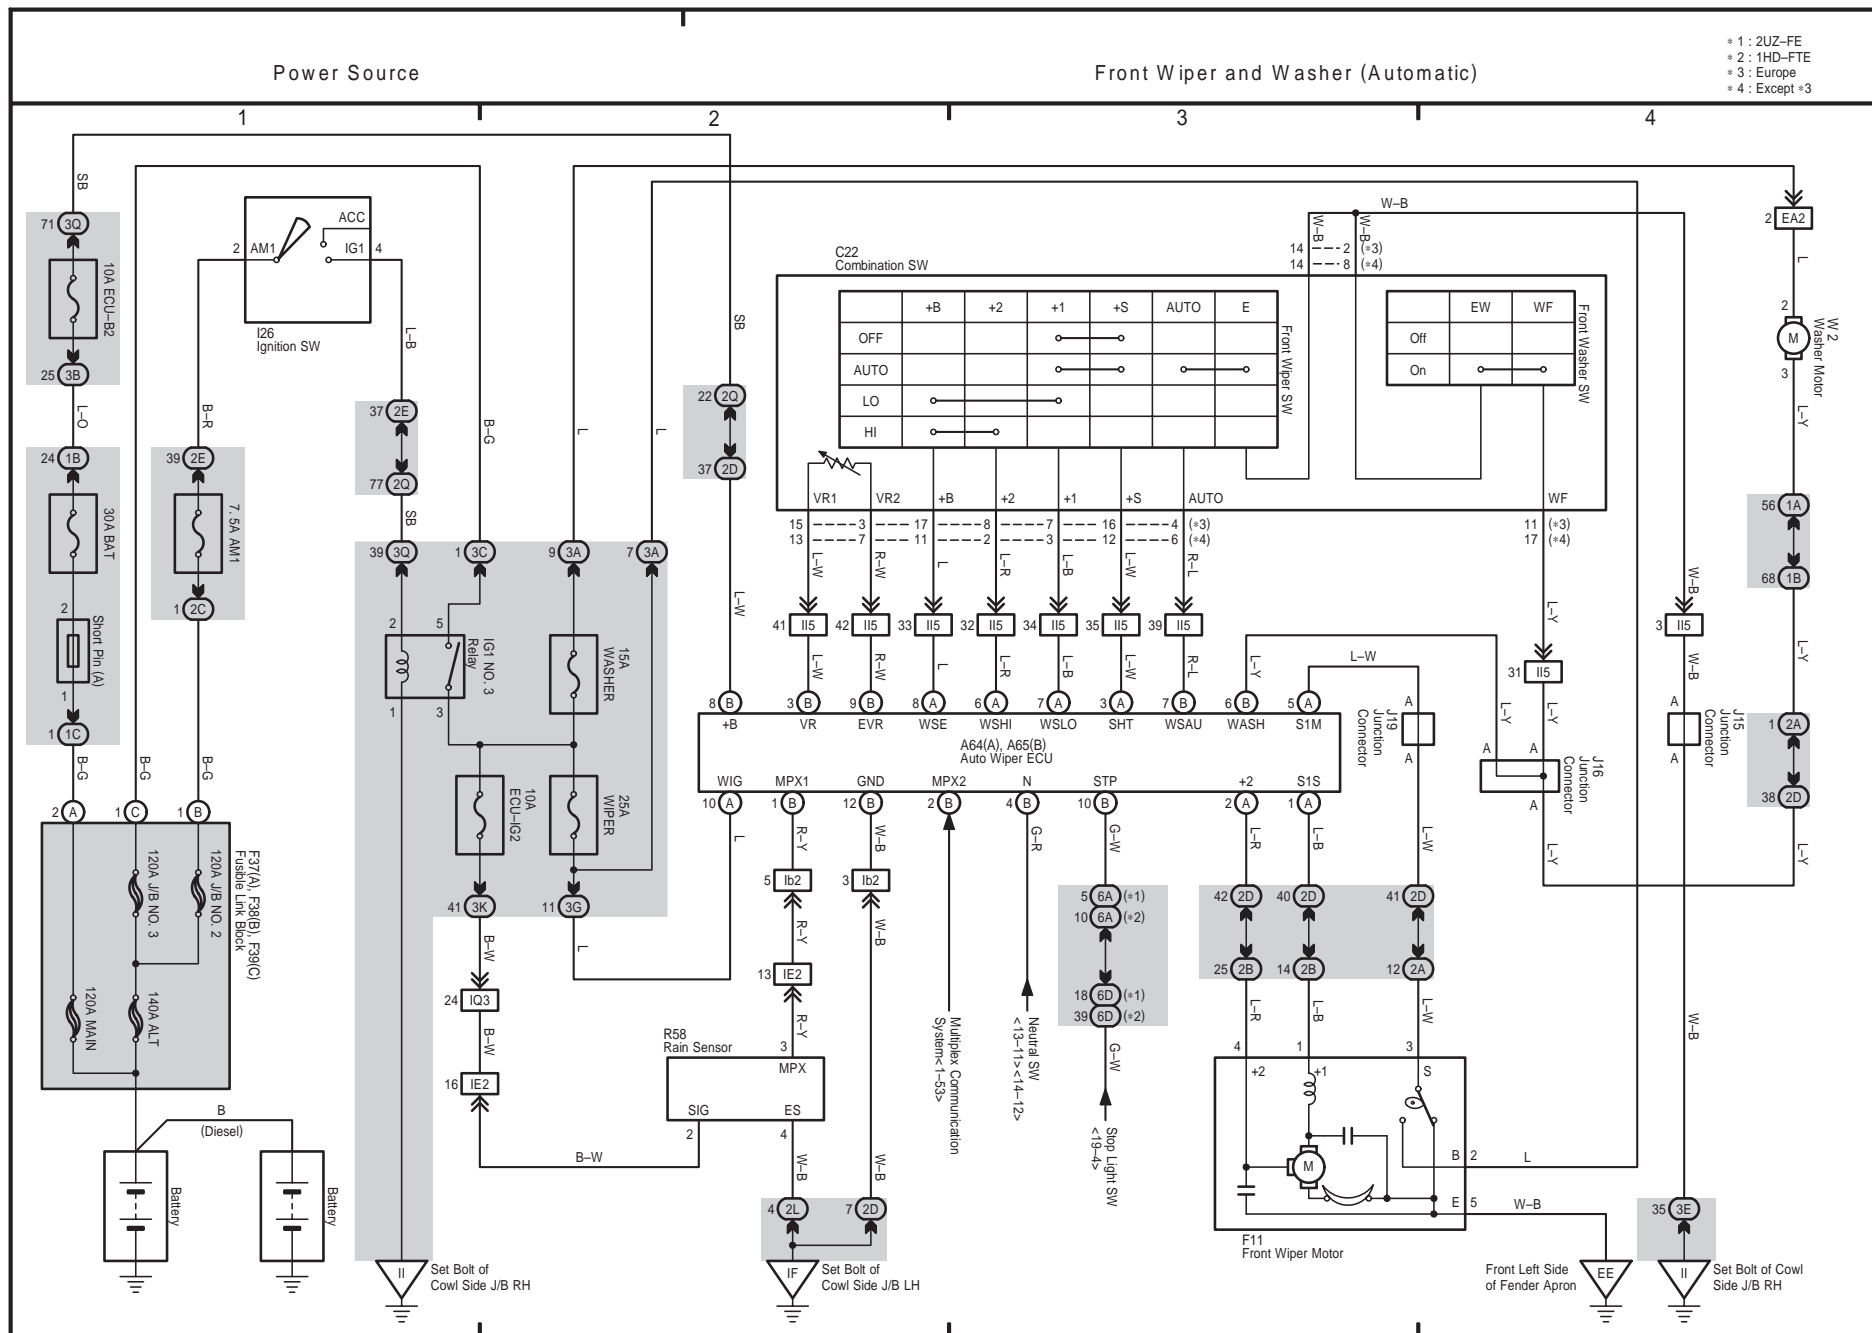 Power Source
Front Wiper and Washer (Automatic)
∗ 1 : 2UZ–FE
∗ 2 : 1HD–FTE
∗ 3 : Europe
∗ 4 : Except ∗3
1
2
3
4
SB
71 3Q
10A ECU–B2
25 3B
L–O
24 1B
30A BAT
2
Short Pin (A)
1
1 1C
B–G
2 A
B–G
1 C
B–G
1 B
B–R
39 2E
7. 5A AM1
1 2C
ACC
2 AM1
IG1 4
I26
Ignition SW
L–B
37 2E
77 2Q
SB
B–G
L
L
39 3Q
1 3C
9 3A
7 3A
2
5
IG1 NO. 3
Relay
1
3
15A
WASHER
10A
ECU–IG2
25A
WIPER
41 3K
11 3G
B–W
24 IQ3
B–W
16 IE2
B–W
L
120A J/B NO. 3
120A J/B NO. 2
F37(A), F38(B), F39(C)
Fusible Link Block
120A MAIN
140A ALT
B
(Diesel)
Battery
Battery
II
Set Bolt of
Cowl Side J/B RH
SB
22 2Q
37 2D
L–W
C22
Combination SW
+B +2 +1 +S AUTO E
OFF
AUTO
LO
HI
Front Wiper SW
EW WF
Off
On
Front Washer SW
W–B
W–B
W–B
14 2 (∗3)
14 8 (∗4)
VR1 VR2 +B +2 +1 +S AUTO
WF
15 3 17 8 7 16 4 (∗3)
13 7 11 2 3 12 6 (∗4)
11 (∗3)
17 (∗4)
L–W R–W L L–R L–B L–W R–L
41 II5 42 II5 33 II5 32 II5 34 II5 35 II5 39 II5
L–W R–W L L–R L–B L–W R–L
L–Y
L–W
8 B 3 B 9 B 8 A 6 A 7 A 3 A 7 B 6 B 5 A
+B VR EVR WSE WSHI WSLO SHT WSAU WASH S1M
A64(A), A65(B)
Auto Wiper ECU
WIG MPX1 GND MPX2 N STP +2 S1S
10 A 1 B 12 B 2 B 4 B 10 B 2 A 1 A
L
R–Y
5 Ib2
R–Y
13 IE2
R–Y
W–B
3 Ib2
W–B
W–B
R58
Rain Sensor
3
MPX
SIG ES
2 4
W–B
4 2L
7 2D
IF
Set Bolt of
Cowl Side J/B LH
Multiplex Communication
System< 1–53>
G–R
Neutral SW
<13–11><14–12>
G–W
5 6A (∗1)
10 6A (∗2)
18 6D (∗1)
39 6D (∗2)
G–W
Stop Light SW
<19–4>
L–R
L–B
L–W
42 2D
40 2D
41 2D
25 2B
14 2B
12 2A
L–R
L–B
L–W
4 1 3
+2 +1 S
M
B 2
L
E 5
W–B
F11
Front Wiper Motor
Front Left Side
of Fender Apron
EE
A
J19
Junction
Connector
A
L–Y
L–Y
31 II5
L–Y
L–Y
A
A
J16
Junction
Connector
A
L–Y
W–B
3 II5
W–B
A
J15
Junction
Connector
A
W–B
35 3E
II
Set Bolt of Cowl
Side J/B RH
2 EA2
L
2
M
W 2
Washer Motor
3
L–Y
56 1A
68 1B
L–Y
1 2A
38 2D
L–Y